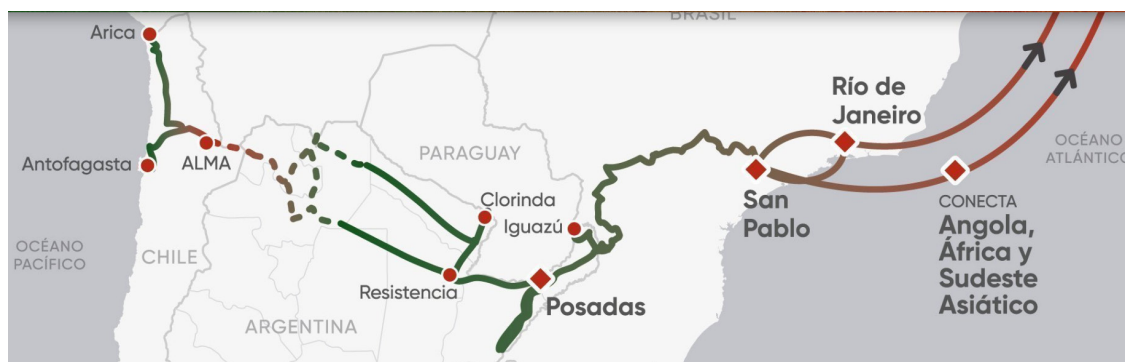 BRASIL
Arica
Río de
Janeiro
OCÉANO
ATLÁNTICO
Antofagasta
ALMA
PARAGUAY
Clorinda
Iguazú
San
Pablo
CONECTA
Angola,
África y
Sudeste
Asiático
OCÉANO
PACÍFICO
CHILE
Resistencia
Posadas
ARGENTINA